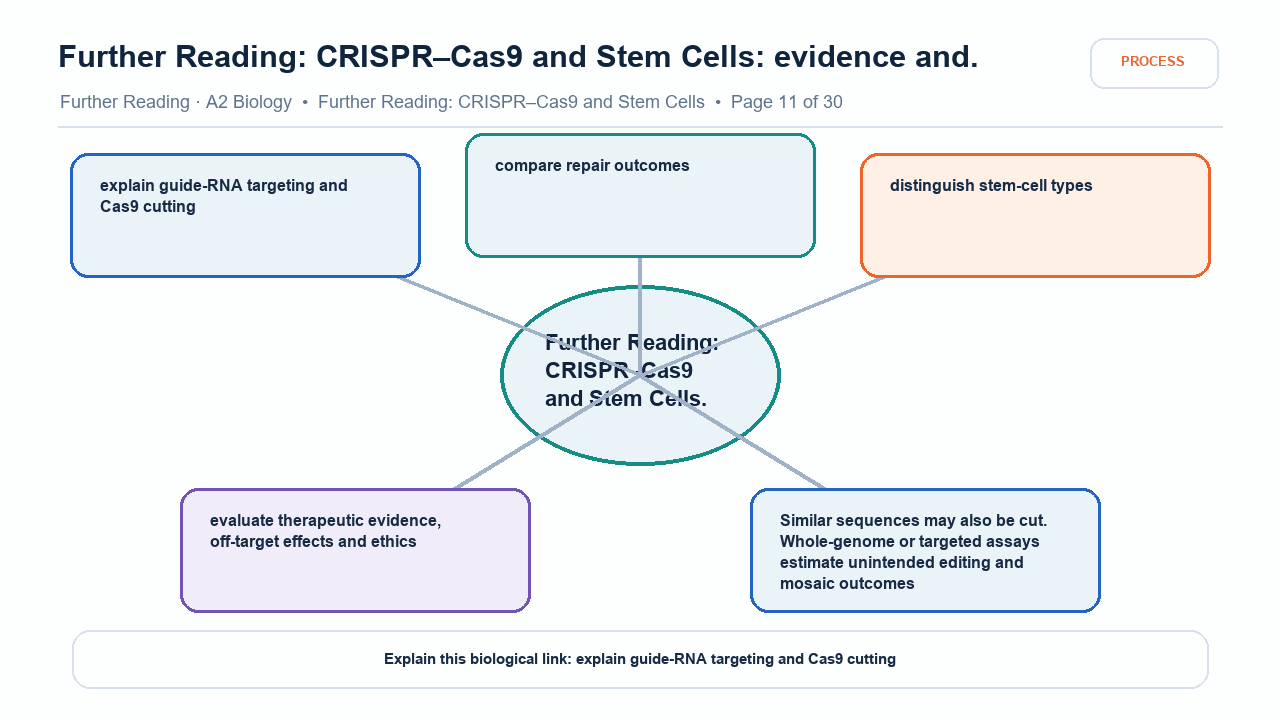 Further Reading: CRISPR–Cas9 and Stem Cells: evidence and.
PROCESS
Further Reading · A2 Biology • Further Reading: CRISPR–Cas9 and Stem Cells • Page 11 of 30
explain guide-RNA targeting and
Cas9 cutting
compare repair outcomes
distinguish stem-cell types
Further Reading:
CRISPR–Cas9
and Stem Cells.
evaluate therapeutic evidence,
off-target effects and ethics
Similar sequences may also be cut.
Whole-genome or targeted assays
estimate unintended editing and
mosaic outcomes
Explain this biological link: explain guide-RNA targeting and Cas9 cutting